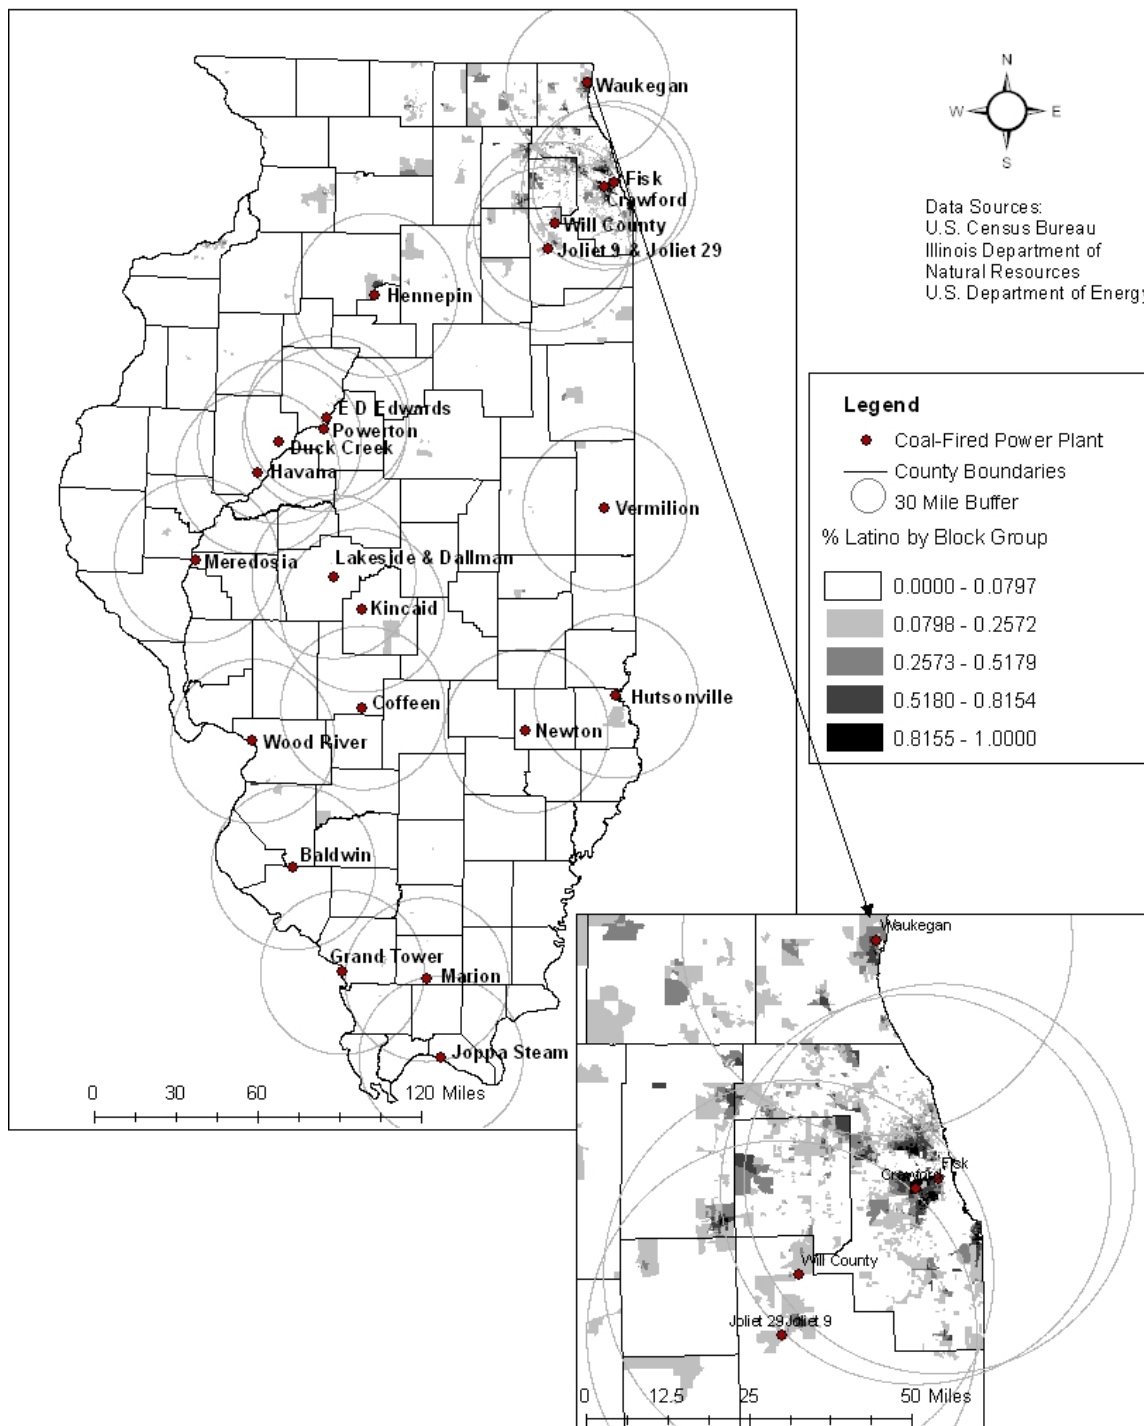 Waukegan
Fisk
Crawford
Will County
Joliet 9 & Joliet 29
Hennepin
E D Edwards
Powerton
Duck Creek
Havana
Vermilion
Meredosia
Lakeside & Dallman
Kincaid
Hutsonville
Coffeen
Newton
Wood River
Baldwin
Grand Tower
Marion
Joppa Steam
0 30 60 120 Miles
N
W E
S
Data Sources:
U.S. Census Bureau
Illinois Department of
Natural Resources
U.S. Department of Energy
Legend
Coal-Fired Power Plant
County Boundaries
30 Mile Buffer
% Latino by Block Group
0.0000 - 0.0797
0.0798 - 0.2572
0.2573 - 0.5179
0.5180 - 0.8154
0.8155 - 1.0000
Waukegan
Fisk
Crawford
Will County
Joliet 29 Joliet 9
0 12.5 25 50 Miles